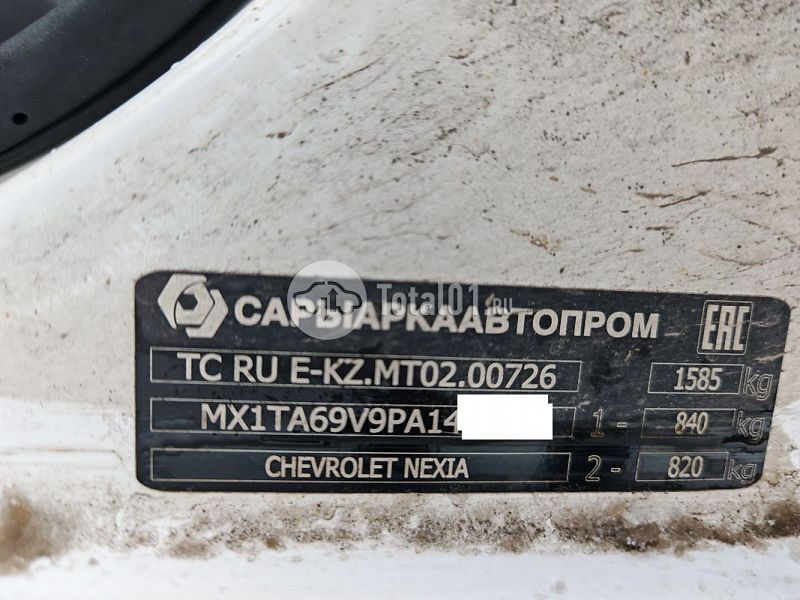 Total01.ru
САРЫАРКААВТОПРОМ EAC
TC RU E-KZ.MT02.00726 1585 kg
MX1TA69V9PA14 1- 840 kg
CHEVROLET NEXIA 2- 820 kg